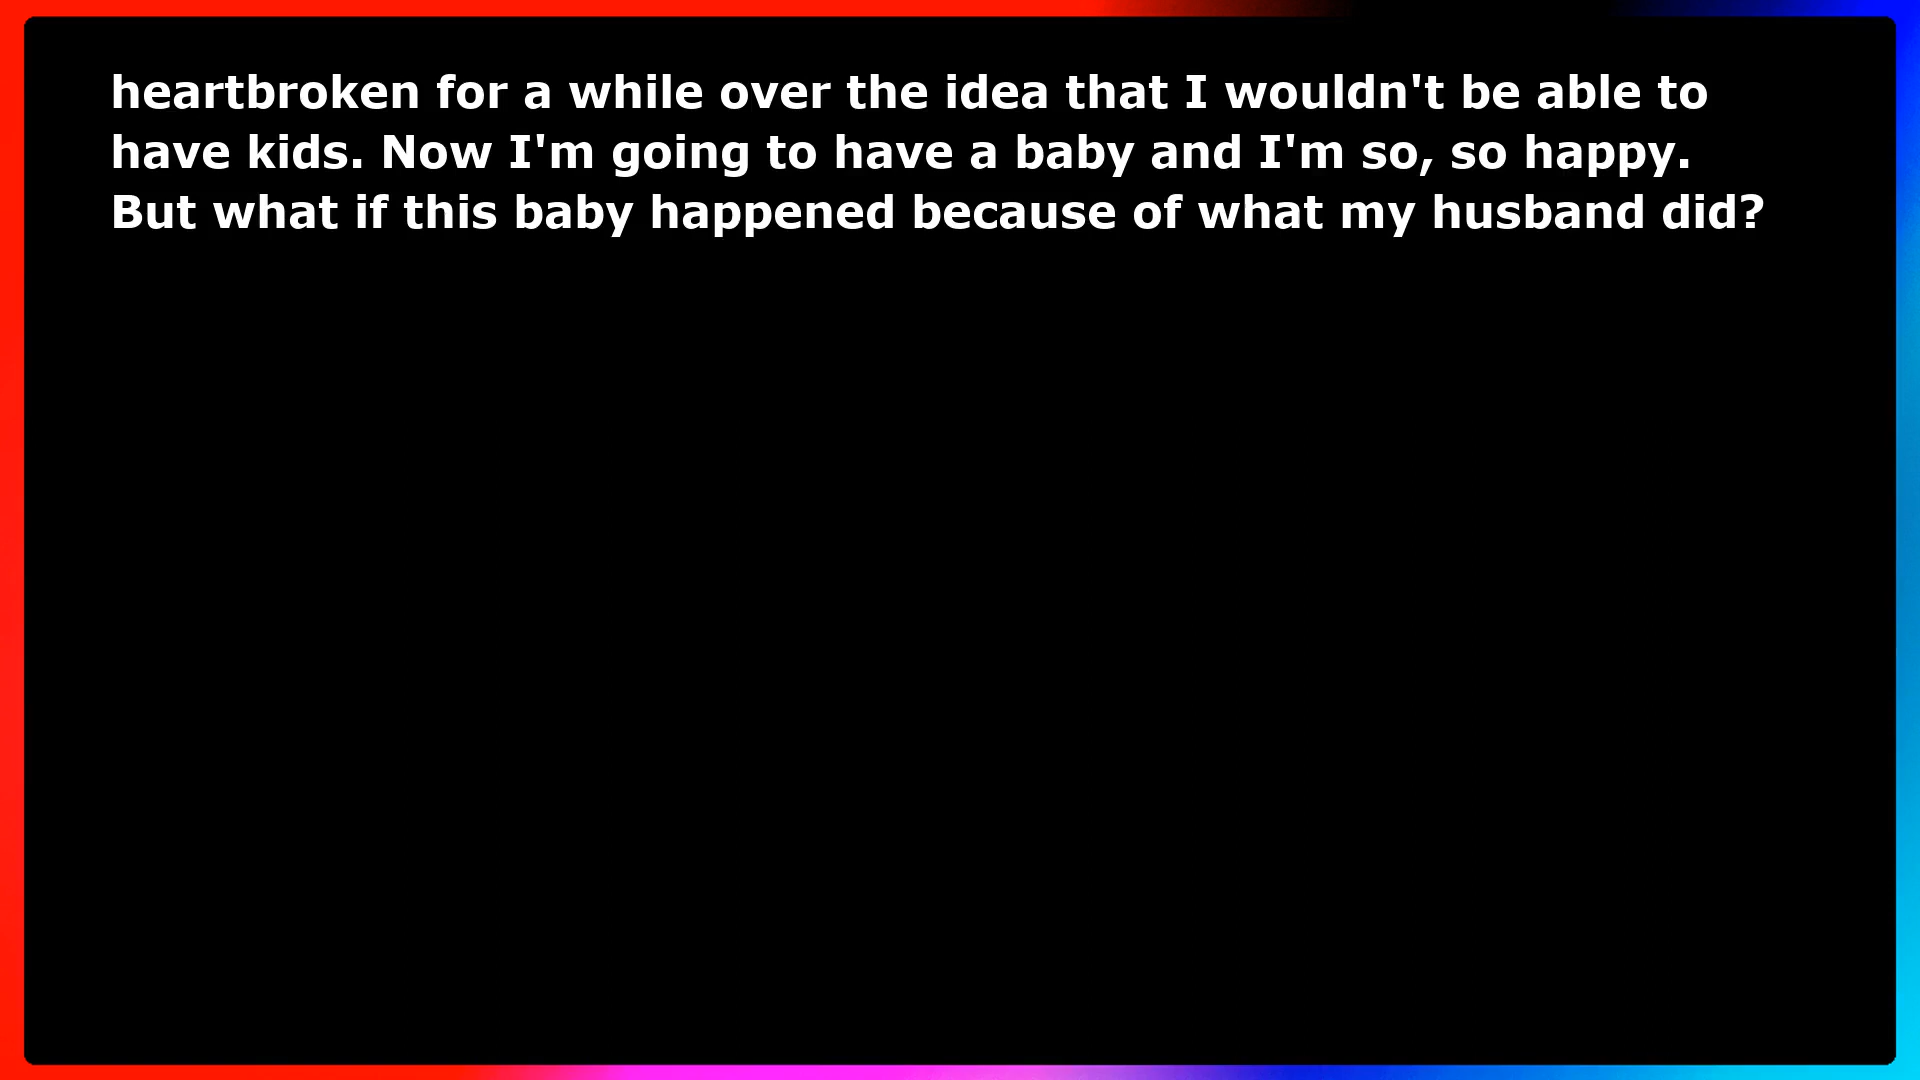 heartbroken for a while over the idea that I wouldn't be able to
have kids. Now I'm going to have a baby and I'm so, so happy.
But what if this baby happened because of what my husband did?